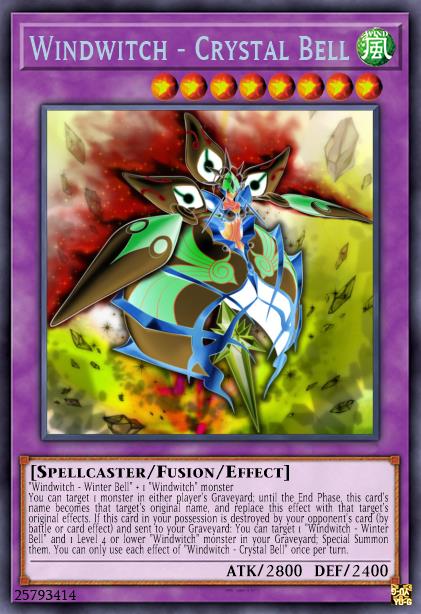 WINDWITCH - CRYSTAL BELL
WIND
風
[SPELLCASTER/FUSION/EFFECT]
"Windwitch - Winter Bell" + 1 "Windwitch" monster
You can target 1 monster in either player's Graveyard; until the End Phase, this card's
name becomes that target's original name, and replace this effect with that target's
original effects. If this card in your possession is destroyed by your opponent's card (by
battle or card effect) and sent to your Graveyard: You can target 1 "Windwitch - Winter
Bell" and 1 Level 4 or lower "Windwitch" monster in your Graveyard; Special Summon
them. You can only use each effect of "Windwitch - Crystal Bell" once per turn.
ATK/2800 DEF/2400
25793414